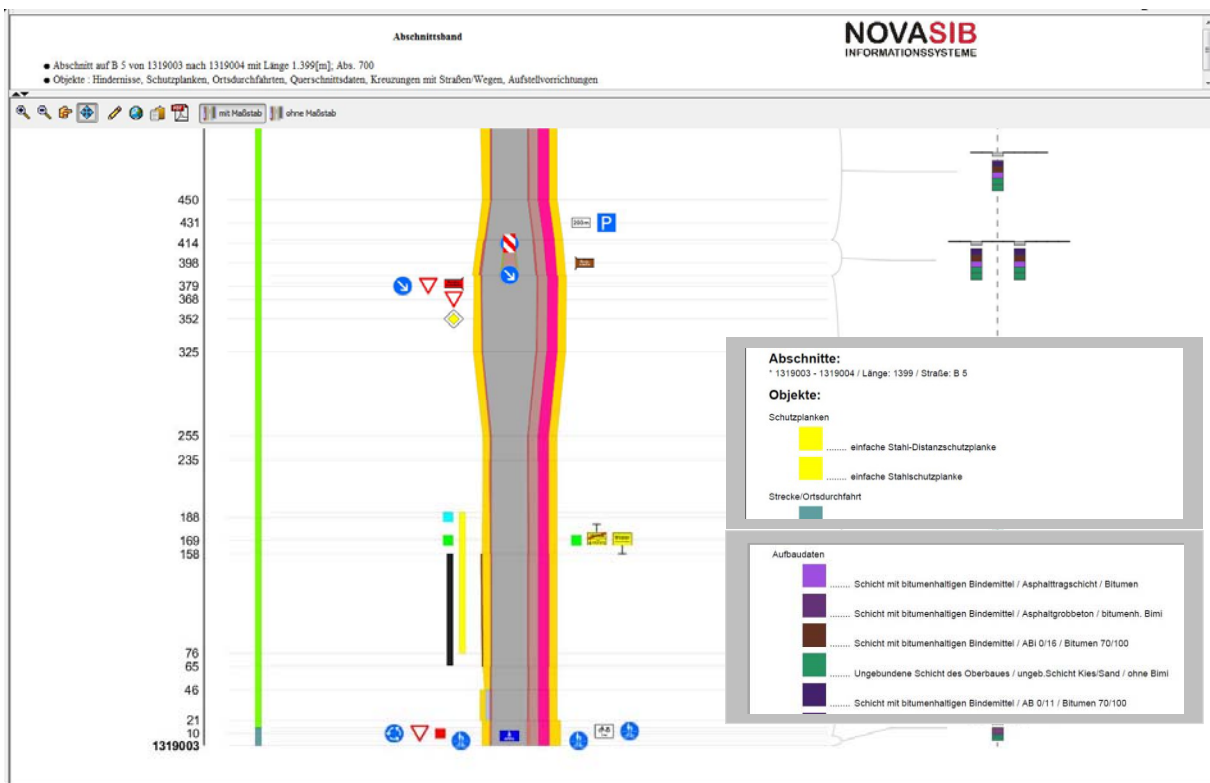 Abschnittsband
NOVASIB
INFORMATIONSSYSTEME
● Abschnitt auf B 5 von 1319003 nach 1319004 mit Länge 1.399[m]; Abs. 700
● Objekte : Hindernisse, Schutzplanken, Ortsdurchfahrten, Querschnittsdaten, Kreuzungen mit Straßen/Wegen, Aufstellvorrichtungen
mit Maßstab
ohne Maßstab
450
431
414
398
379
368
352
325
255
235
188
169
158
76
65
46
21
10
1319003
200m
P
Abschnitte:
* 1319003 - 1319004 / Länge: 1399 / Straße: B 5
Objekte:
Schutzplanken
........ einfache Stahl-Distanzschutzplanke
........ einfache Stahlschutzplanke
Strecke/Ortsdurchfahrt
Aufbaudaten
........ Schicht mit bitumenhaltigen Bindemittel / Asphalttragschicht / Bitumen
........ Schicht mit bitumenhaltigen Bindemittel / Asphaltgrobbeton / bitumenh. Bimi
........ Schicht mit bitumenhaltigen Bindemittel / ABi 0/16 / Bitumen 70/100
........ Ungebundene Schicht des Oberbaues / ungeb.Schicht Kies/Sand / ohne Bimi
........ Schicht mit bitumenhaltigen Bindemittel / AB 0/11 / Bitumen 70/100